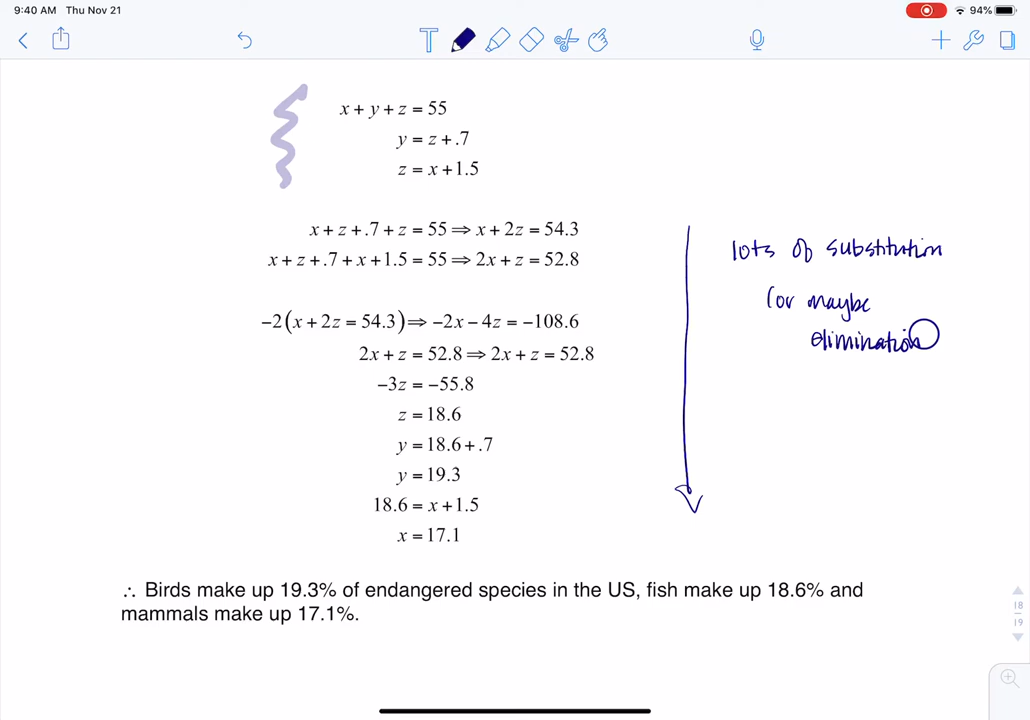 9:40 AM Thu Nov 21
94%
T
x + y + z = 55
y = z + .7
z = x + 1.5
x + z + .7 + z = 55 ⇒ x + 2z = 54.3
x + z + .7 + x + 1.5 = 55 ⇒ 2x + z = 52.8
−2(x + 2z = 54.3) ⇒ −2x − 4z = −108.6
2x + z = 52.8 ⇒ 2x + z = 52.8
−3z = −55.8
z = 18.6
y = 18.6 + .7
y = 19.3
18.6 = x + 1.5
x = 17.1
lots of substitution
(or maybe
elimination
∴ Birds make up 19.3% of endangered species in the US, fish make up 18.6% and
mammals make up 17.1%.
18
19